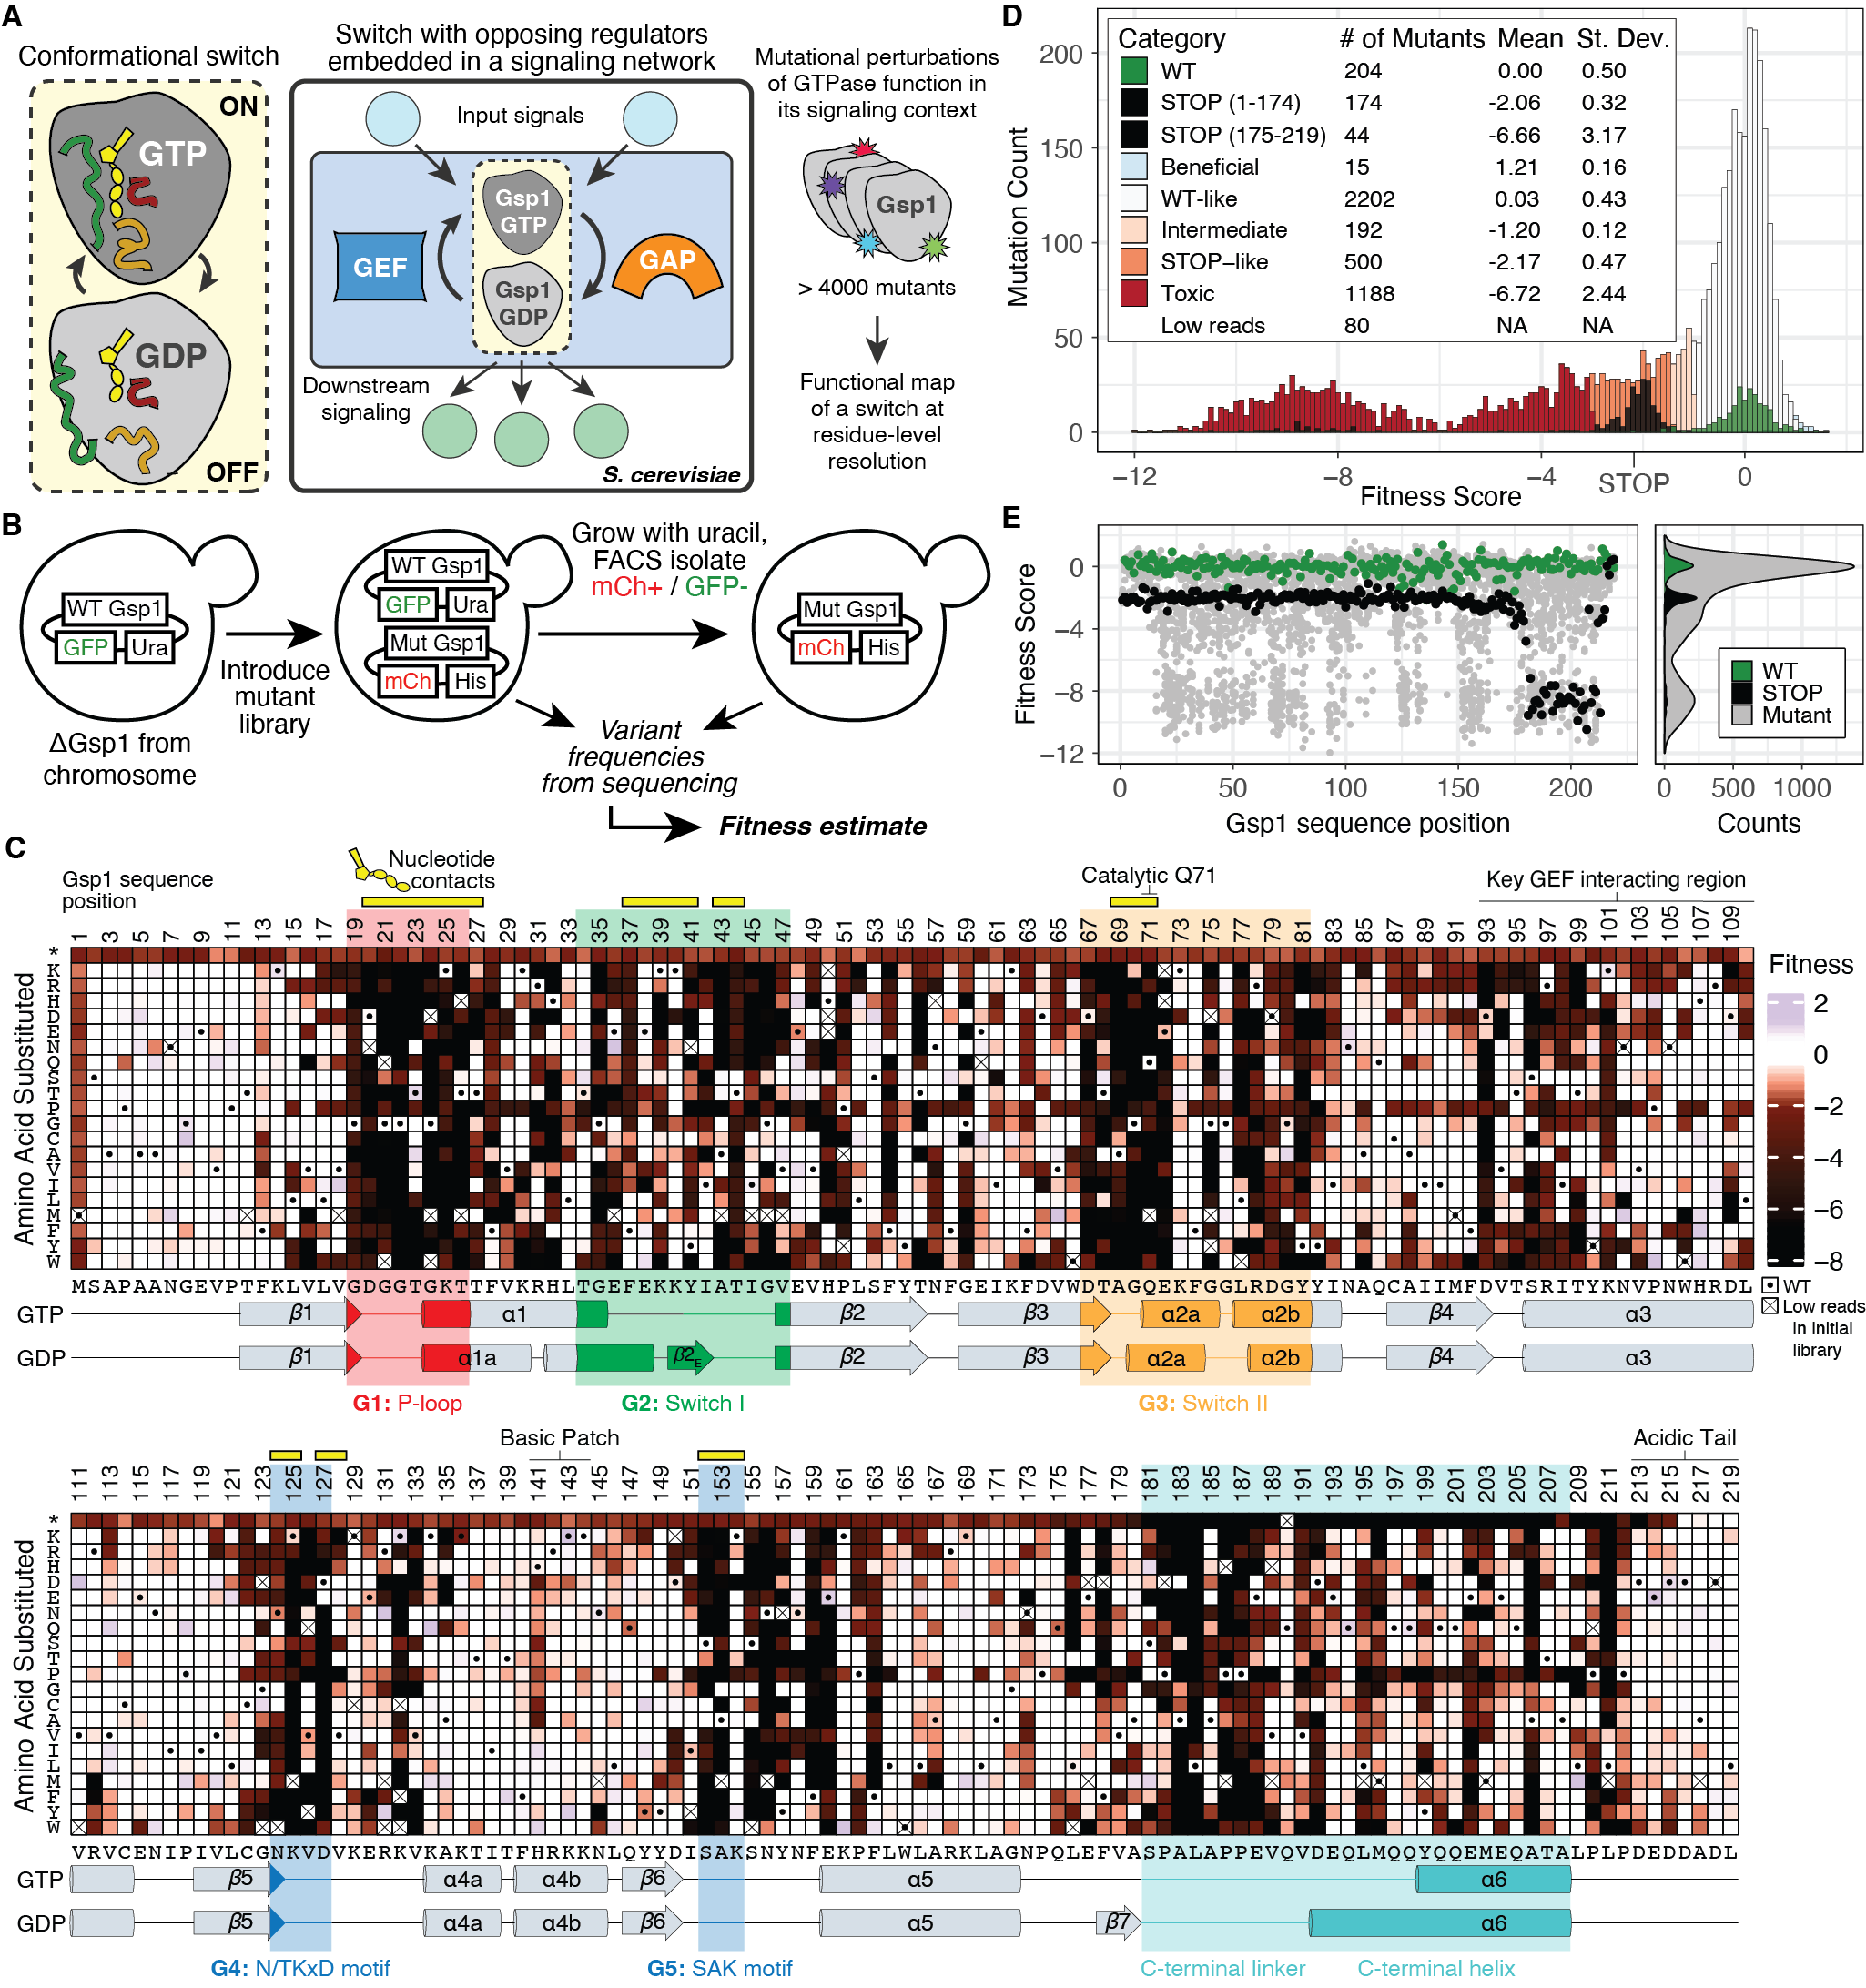 A
Conformational switch
ON
GTP
GDP
OFF
Switch with opposing regulators
embedded in a signaling network
Input signals
GEF
Gsp1
GTP
Gsp1
GDP
GAP
Downstream
signaling
S. cerevisiae
Mutational perturbations
of GTPase function in
its signaling context
Gsp1
> 4000 mutants
Functional map
of a switch at
residue-level
resolution
B
WT Gsp1
GFP
Ura
ΔGsp1 from
chromosome
Introduce
mutant
library
WT Gsp1
GFP
Ura
Mut Gsp1
mCh
His
Grow with uracil,
FACS isolate
mCh+ / GFP-
Mut Gsp1
mCh
His
Variant
frequencies
from sequencing
Fitness estimate
D
Mutation Count
200
150
100
50
0
Category # of Mutants Mean St. Dev.
WT 204 0.00 0.50
STOP (1-174) 174 -2.06 0.32
STOP (175-219) 44 -6.66 3.17
Beneficial 15 1.21 0.16
WT-like 2202 0.03 0.43
Intermediate 192 -1.20 0.12
STOP–like 500 -2.17 0.47
Toxic 1188 -6.72 2.44
Low reads 80 NA NA
−12 −8 −4 STOP 0
Fitness Score
E
Fitness Score
0
−4
−8
−12
0 50 100 150 200
Gsp1 sequence position
WT
STOP
Mutant
0 500 1000
Counts
C
Gsp1 sequence
position
Nucleotide
contacts
Catalytic Q71
Key GEF interacting region
1 3 5 7 9 11 13 15 17 19 21 23 25 27 29 31 33 35 37 39 41 43 45 47 49 51 53 55 57 59 61 63 65 67 69 71 73 75 77 79 81 83 85 87 89 91 93 95 97 99 101 103 105 107 109
Amino Acid Substituted
*
K
R
H
D
E
N
Q
S
T
P
G
C
A
V
I
L
M
F
Y
W
MSAPAANGEVPTFKLVLVGDGGTGKTTFVKRHLTGEFEKKYIATIGVEVHPLSFYTNFGEIKFDVWDTAGQEKFGGLRDGYYINAQCAIIMFDVTSRITYKNVPNWHRDL
GTP
β1
α1
β2
β3
α2a
α2b
β4
α3
GDP
β1
α1a
β2E
β2
β3
α2a
α2b
β4
α3
G1: P-loop
G2: Switch I
G3: Switch II
Fitness
2
0
−2
−4
−6
−8
WT
Low reads
in initial
library
Basic Patch
Acidic Tail
111 113 115 117 119 121 123 125 127 129 131 133 135 137 139 141 143 145 147 149 151 153 155 157 159 161 163 165 167 169 171 173 175 177 179 181 183 185 187 189 191 193 195 197 199 201 203 205 207 209 211 213 215 217 219
Amino Acid Substituted
*
K
R
H
D
E
N
Q
S
T
P
G
C
A
V
I
L
M
F
Y
W
VRVCENIPIVLCGNKVDVKERKVKAKTITFHRKKNLQYYDISAKSNYNFEKPFLWLARKLAGNPQLEFVASPALAPPEVQVDEQLMQQYQQEMEQATALPLPDEDDADL
GTP
β5
α4a
α4b
β6
α5
α6
GDP
β5
α4a
α4b
β6
α5
β7
α6
G4: N/TKxD motif
G5: SAK motif
C-terminal linker
C-terminal helix